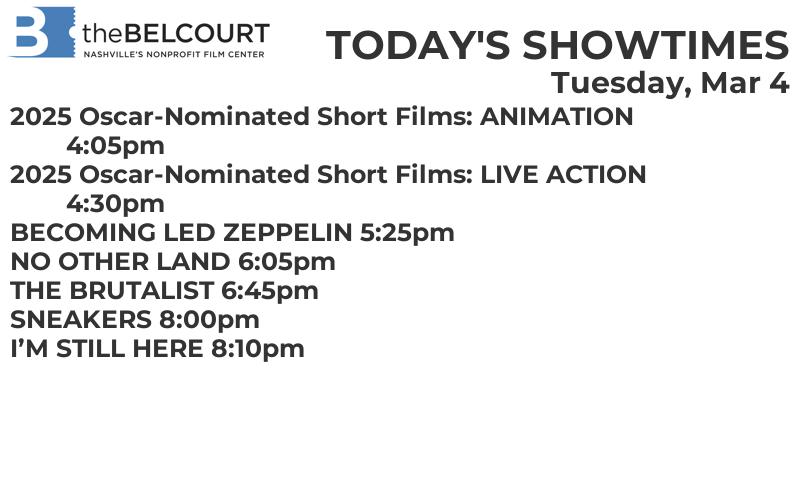 B theBELCOURT
NASHVILLE'S NONPROFIT FILM CENTER
TODAY'S SHOWTIMES
Tuesday, Mar 4
2025 Oscar-Nominated Short Films: ANIMATION
4:05pm
2025 Oscar-Nominated Short Films: LIVE ACTION
4:30pm
BECOMING LED ZEPPELIN 5:25pm
NO OTHER LAND 6:05pm
THE BRUTALIST 6:45pm
SNEAKERS 8:00pm
I’M STILL HERE 8:10pm